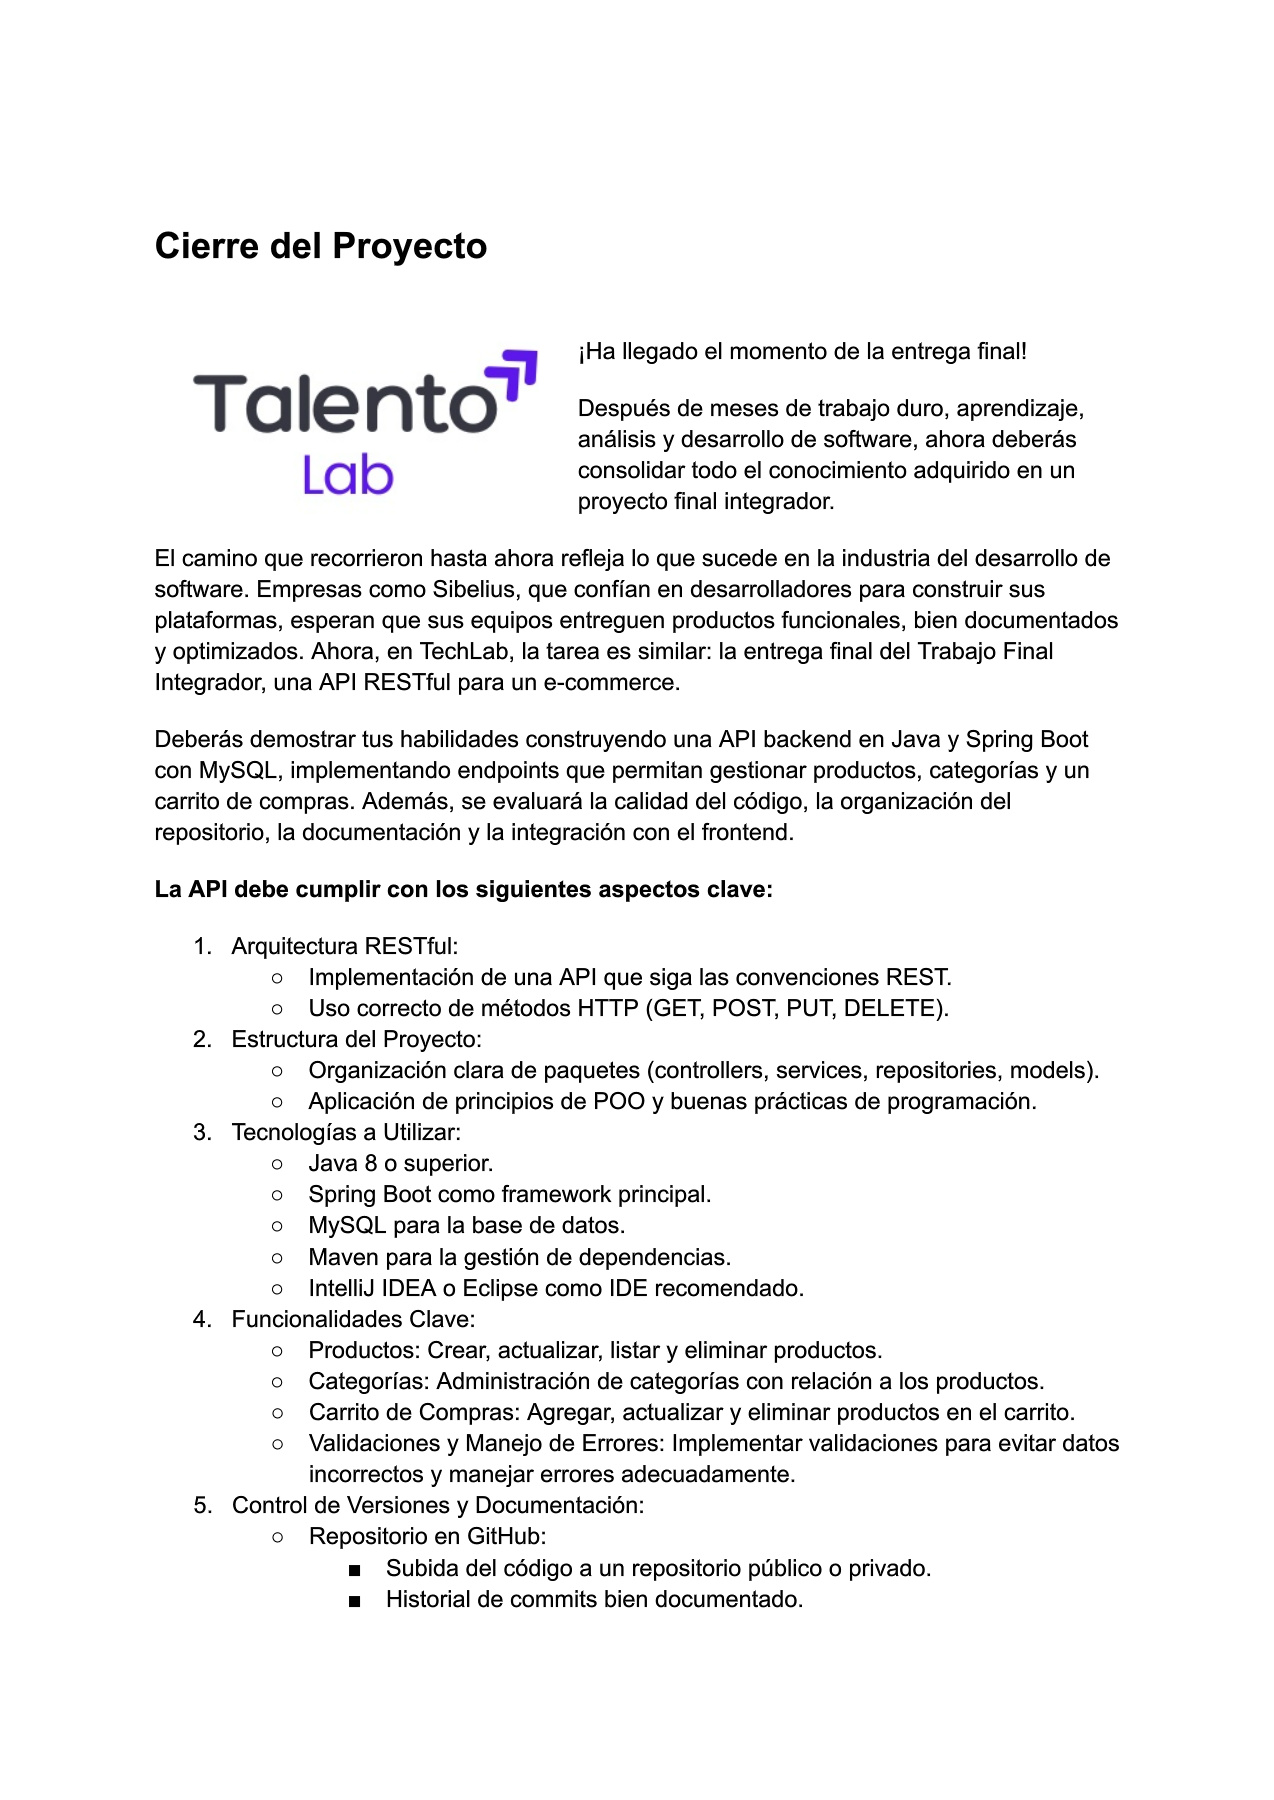 Cierre del Proyecto
Talento
Lab
¡Ha llegado el momento de la entrega final!
Después de meses de trabajo duro, aprendizaje,
análisis y desarrollo de software, ahora deberás
consolidar todo el conocimiento adquirido en un
proyecto final integrador.
El camino que recorrieron hasta ahora refleja lo que sucede en la industria del desarrollo de
software. Empresas como Sibelius, que confían en desarrolladores para construir sus
plataformas, esperan que sus equipos entreguen productos funcionales, bien documentados
y optimizados. Ahora, en TechLab, la tarea es similar: la entrega final del Trabajo Final
Integrador, una API RESTful para un e-commerce.
Deberás demostrar tus habilidades construyendo una API backend en Java y Spring Boot
con MySQL, implementando endpoints que permitan gestionar productos, categorías y un
carrito de compras. Además, se evaluará la calidad del código, la organización del
repositorio, la documentación y la integración con el frontend.
La API debe cumplir con los siguientes aspectos clave:
1. Arquitectura RESTful:
○ Implementación de una API que siga las convenciones REST.
○ Uso correcto de métodos HTTP (GET, POST, PUT, DELETE).
2. Estructura del Proyecto:
○ Organización clara de paquetes (controllers, services, repositories, models).
○ Aplicación de principios de POO y buenas prácticas de programación.
3. Tecnologías a Utilizar:
○ Java 8 o superior.
○ Spring Boot como framework principal.
○ MySQL para la base de datos.
○ Maven para la gestión de dependencias.
○ IntelliJ IDEA o Eclipse como IDE recomendado.
4. Funcionalidades Clave:
○ Productos: Crear, actualizar, listar y eliminar productos.
○ Categorías: Administración de categorías con relación a los productos.
○ Carrito de Compras: Agregar, actualizar y eliminar productos en el carrito.
○ Validaciones y Manejo de Errores: Implementar validaciones para evitar datos
incorrectos y manejar errores adecuadamente.
5. Control de Versiones y Documentación:
○ Repositorio en GitHub:
■ Subida del código a un repositorio público o privado.
■ Historial de commits bien documentado.